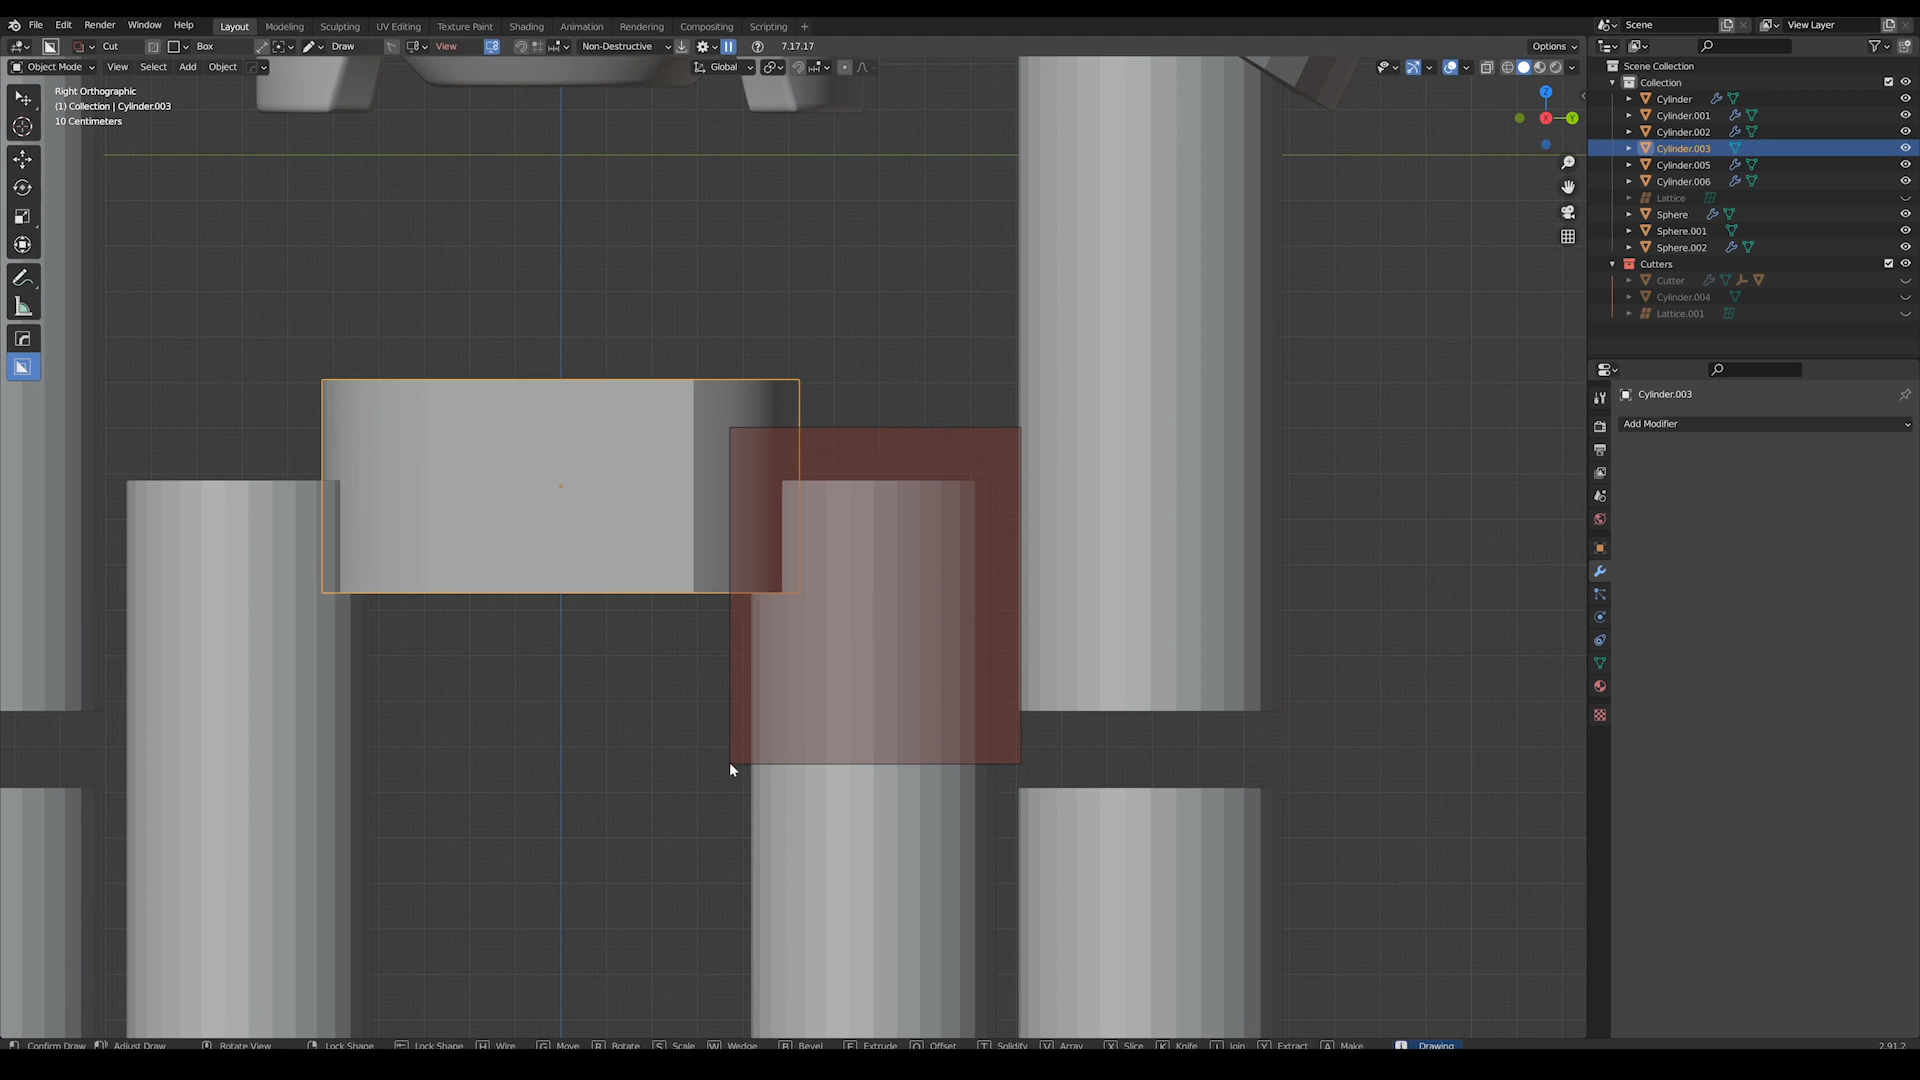 File Edit Render Window Help Layout Modeling Sculpting UV Editing Texture Paint Shading Animation Rendering Compositing Scripting + Scene View Layer
Cut Box Draw View Non-Destructive 7.17.17 Options
Object Mode View Select Add Object Global
Right Orthographic
(1) Collection | Cylinder.003
10 Centimeters
Z
X
Y
Scene Collection
Collection
Cylinder
Cylinder.001
Cylinder.002
Cylinder.003
Cylinder.005
Cylinder.006
Lattice
Sphere
Sphere.001
Sphere.002
Cutters
Cutter
Cylinder.004
Lattice.001
Cylinder.003
Add Modifier
Confirm Draw Adjust Draw Rotate View Lock Shape Lock Shape H Wire G Move R Rotate S Scale W Wedge B Bevel E Extrude O Offset T Solidify V Array X Slice K Knife J Join Y Extract A Make Drawing 2.91.2